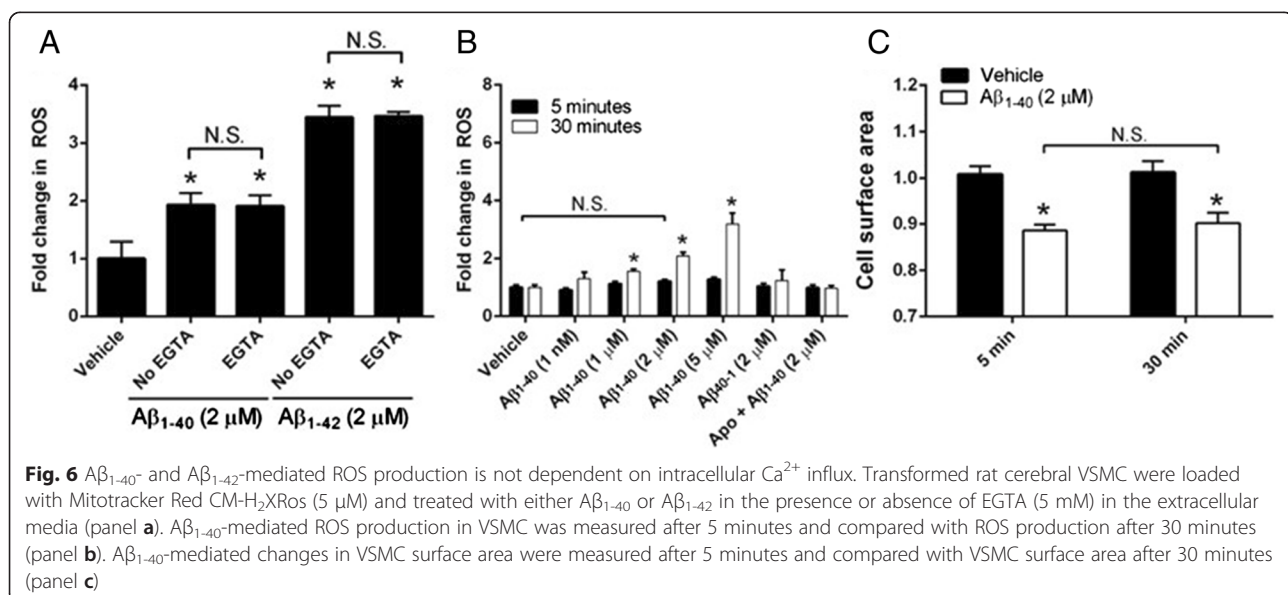 A
N.S.
N.S.
Fold change in ROS
4
3
2
1
0
* * * *
Vehicle
No EGTA
EGTA
No EGTA
EGTA
Aβ1-40 (2 μM)
Aβ1-42 (2 μM)
B
5 minutes
30 minutes
N.S.
Fold change in ROS
8
6
4
2
0
* * *
Vehicle
Aβ1-40 (1 nM)
Aβ1-40 (1 μM)
Aβ1-40 (2 μM)
Aβ1-40 (5 μM)
Aβ40-1 (2 μM)
Apo + Aβ1-40 (2 μM)
C
Vehicle
Aβ1-40 (2 μM)
N.S.
Cell surface area
1.2
1.1
1.0
0.9
0.8
0.7
* *
5 min
30 min
Fig. 6 Aβ1-40- and Aβ1-42-mediated ROS production is not dependent on intracellular Ca2+ influx. Transformed rat cerebral VSMC were loaded
with Mitotracker Red CM-H2XRos (5 μM) and treated with either Aβ1-40 or Aβ1-42 in the presence or absence of EGTA (5 mM) in the extracellular
media (panel a). Aβ1-40-mediated ROS production in VSMC was measured after 5 minutes and compared with ROS production after 30 minutes
(panel b). Aβ1-40-mediated changes in VSMC surface area were measured after 5 minutes and compared with VSMC surface area after 30 minutes
(panel c)